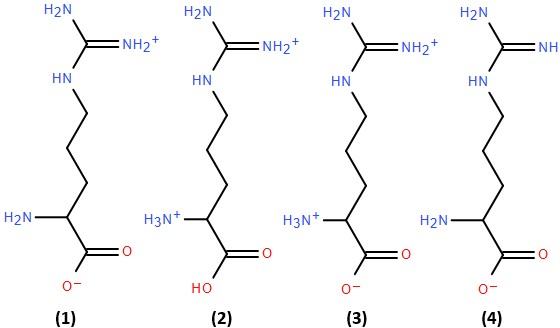 H₂N H₂N H₂N H₂N
NH₂⁺ NH₂⁺ NH₂⁺ NH
HN HN HN HN
H₂N H₃N⁺ H₃N⁺ H₂N
O O O O
O⁻ HO O⁻ O⁻
(1) (2) (3) (4)